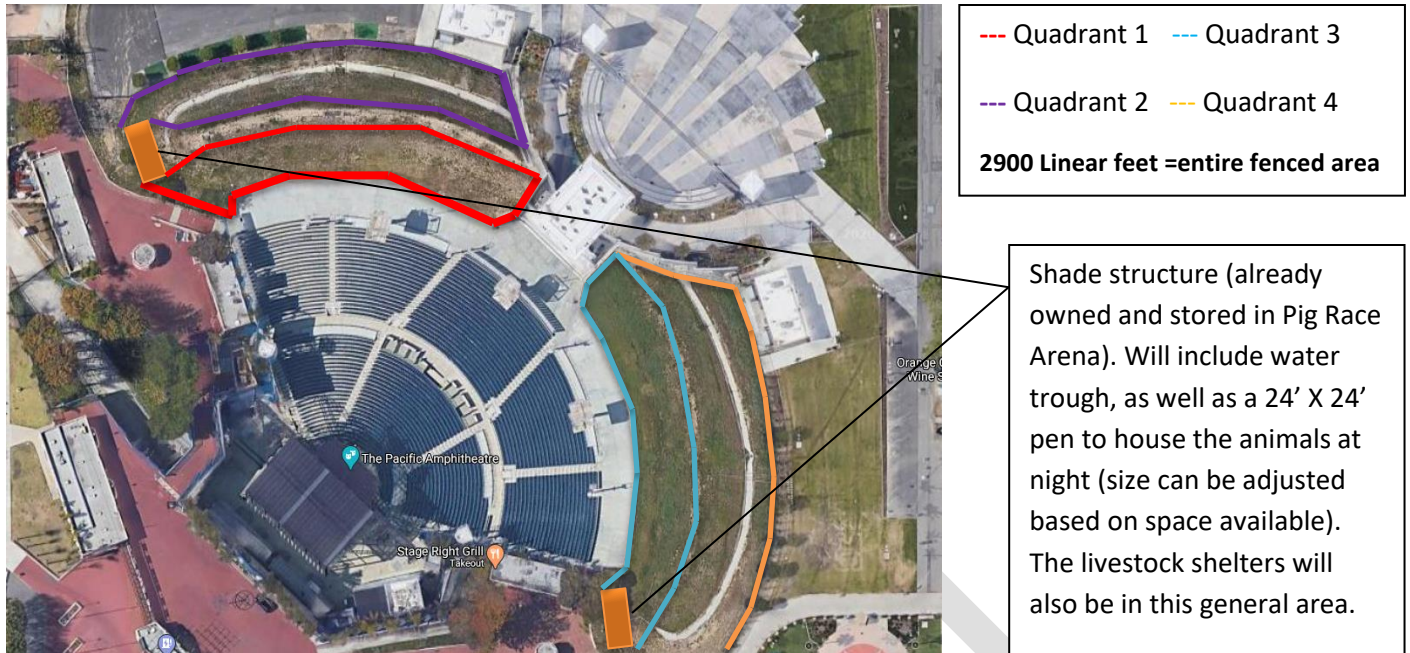 --- Quadrant 1 --- Quadrant 3
--- Quadrant 2 --- Quadrant 4
2900 Linear feet =entire fenced area
Shade structure (already
owned and stored in Pig Race
Arena). Will include water
trough, as well as a 24’ X 24’
pen to house the animals at
night (size can be adjusted
based on space available).
The livestock shelters will
also be in this general area.
Orange
Wine
The Pacific Amphitheatre
Stage Right Grill
Takeout